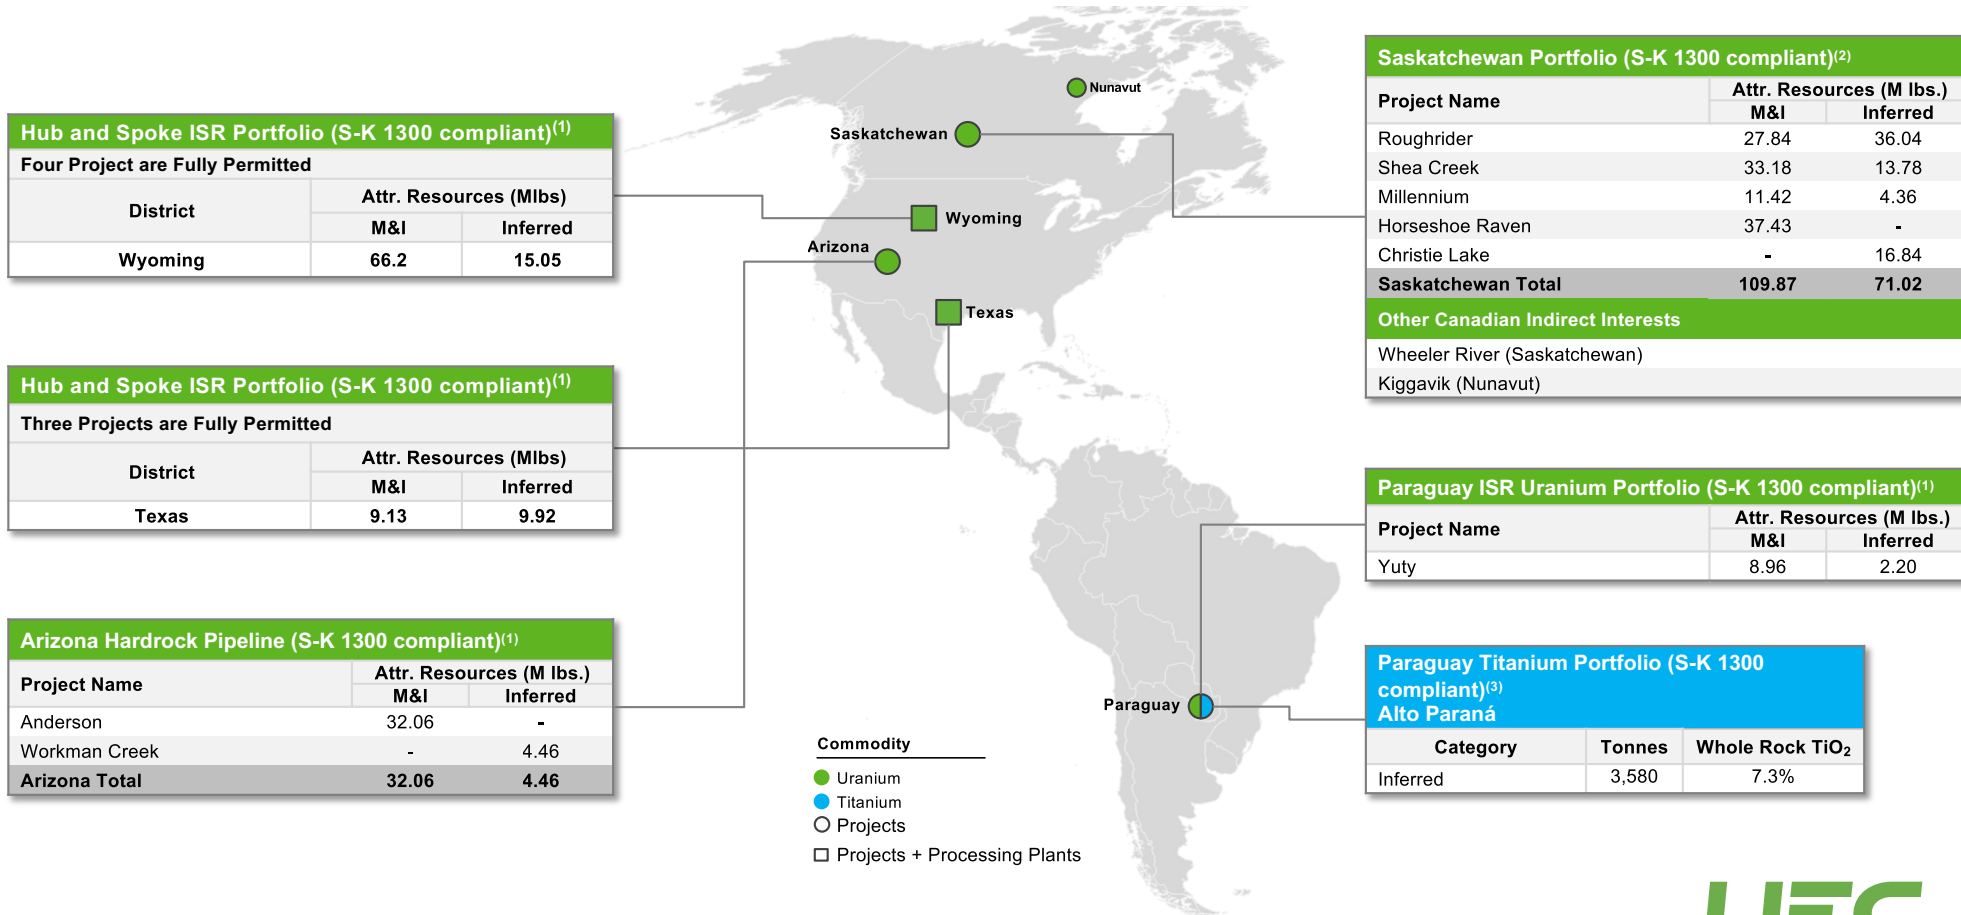 Hub and Spoke ISR Portfolio (S-K 1300 compliant)(1)
Four Project are Fully Permitted
District
Attr. Resources (Mlbs)
M&I Inferred
Wyoming 66.2 15.05
Hub and Spoke ISR Portfolio (S-K 1300 compliant)(1)
Three Projects are Fully Permitted
District
Attr. Resources (Mlbs)
M&I Inferred
Texas 9.13 9.92
Arizona Hardrock Pipeline (S-K 1300 compliant)(1)
Project Name
Attr. Resources (M lbs.)
M&I Inferred
Anderson 32.06 -
Workman Creek - 4.46
Arizona Total 32.06 4.46
Nunavut
Saskatchewan
Wyoming
Arizona
Texas
Paraguay
Commodity
Uranium
Titanium
Projects
Projects + Processing Plants
Saskatchewan Portfolio (S-K 1300 compliant)(2)
Project Name
Attr. Resources (M lbs.)
M&I Inferred
Roughrider 27.84 36.04
Shea Creek 33.18 13.78
Millennium 11.42 4.36
Horseshoe Raven 37.43 -
Christie Lake - 16.84
Saskatchewan Total 109.87 71.02
Other Canadian Indirect Interests
Wheeler River (Saskatchewan)
Kiggavik (Nunavut)
Paraguay ISR Uranium Portfolio (S-K 1300 compliant)(1)
Project Name
Attr. Resources (M lbs.)
M&I Inferred
Yuty 8.96 2.20
Paraguay Titanium Portfolio (S-K 1300
compliant)(3)
Alto Paraná
Category Tonnes Whole Rock TiO2
Inferred 3,580 7.3%